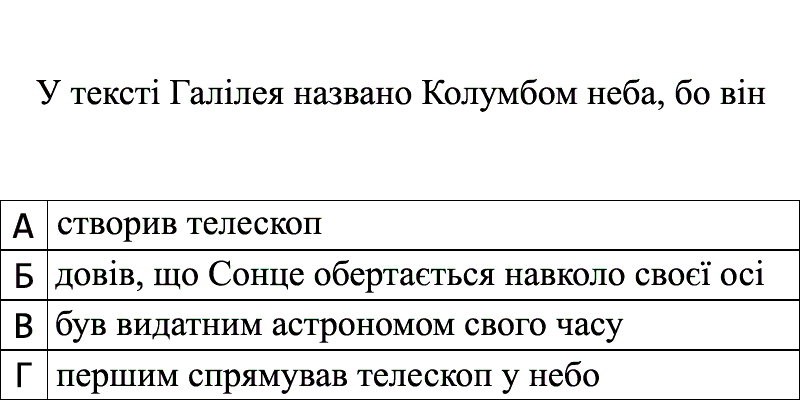 У тексті Галілея названо Колумбом неба, бо він
А створив телескоп
Б довів, що Сонце обертається навколо своєї осі
В був видатним астрономом свого часу
Г першим спрямував телескоп у небо